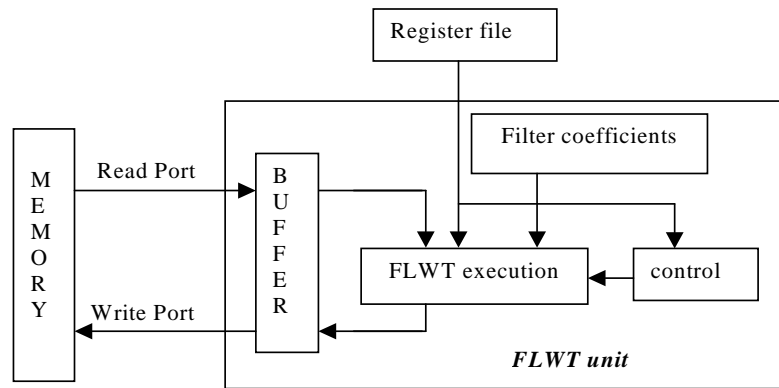 Register file
Filter coefficients
M
E
M
O
R
Y
Read Port
B
U
F
F
E
R
FLWT execution
control
Write Port
FLWT unit